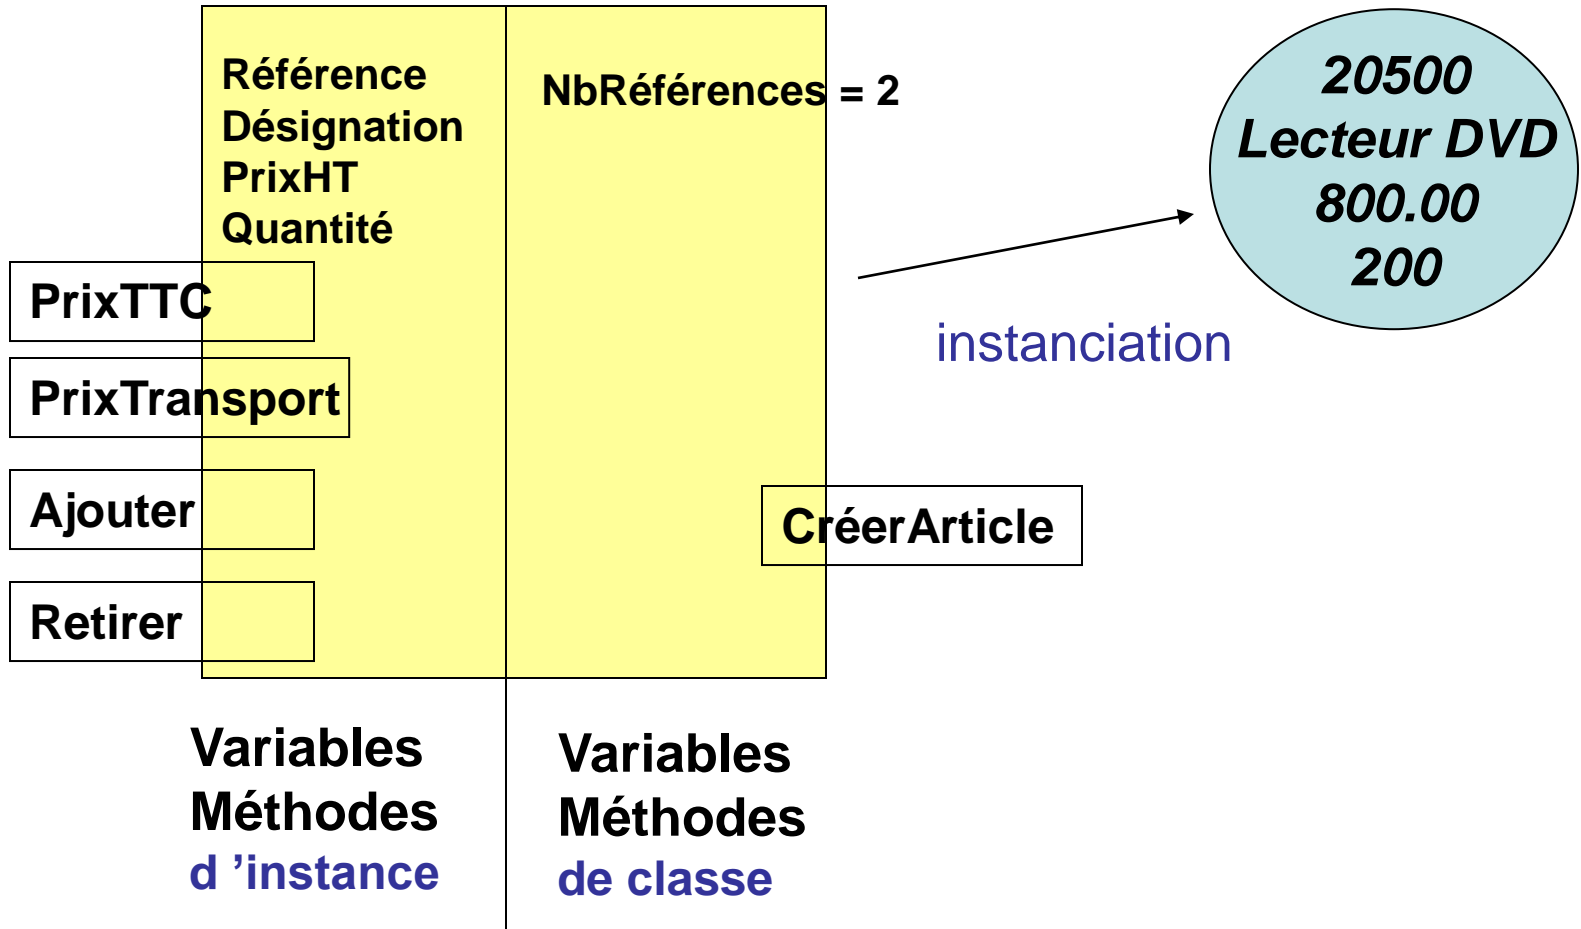 Référence
Désignation
PrixHT
Quantité
NbRéférences = 2
20500
Lecteur DVD
800.00
200
PrixTTC
instanciation
PrixTransport
Ajouter
CréerArticle
Retirer
Variables
Méthodes
d ’instance
Variables
Méthodes
de classe